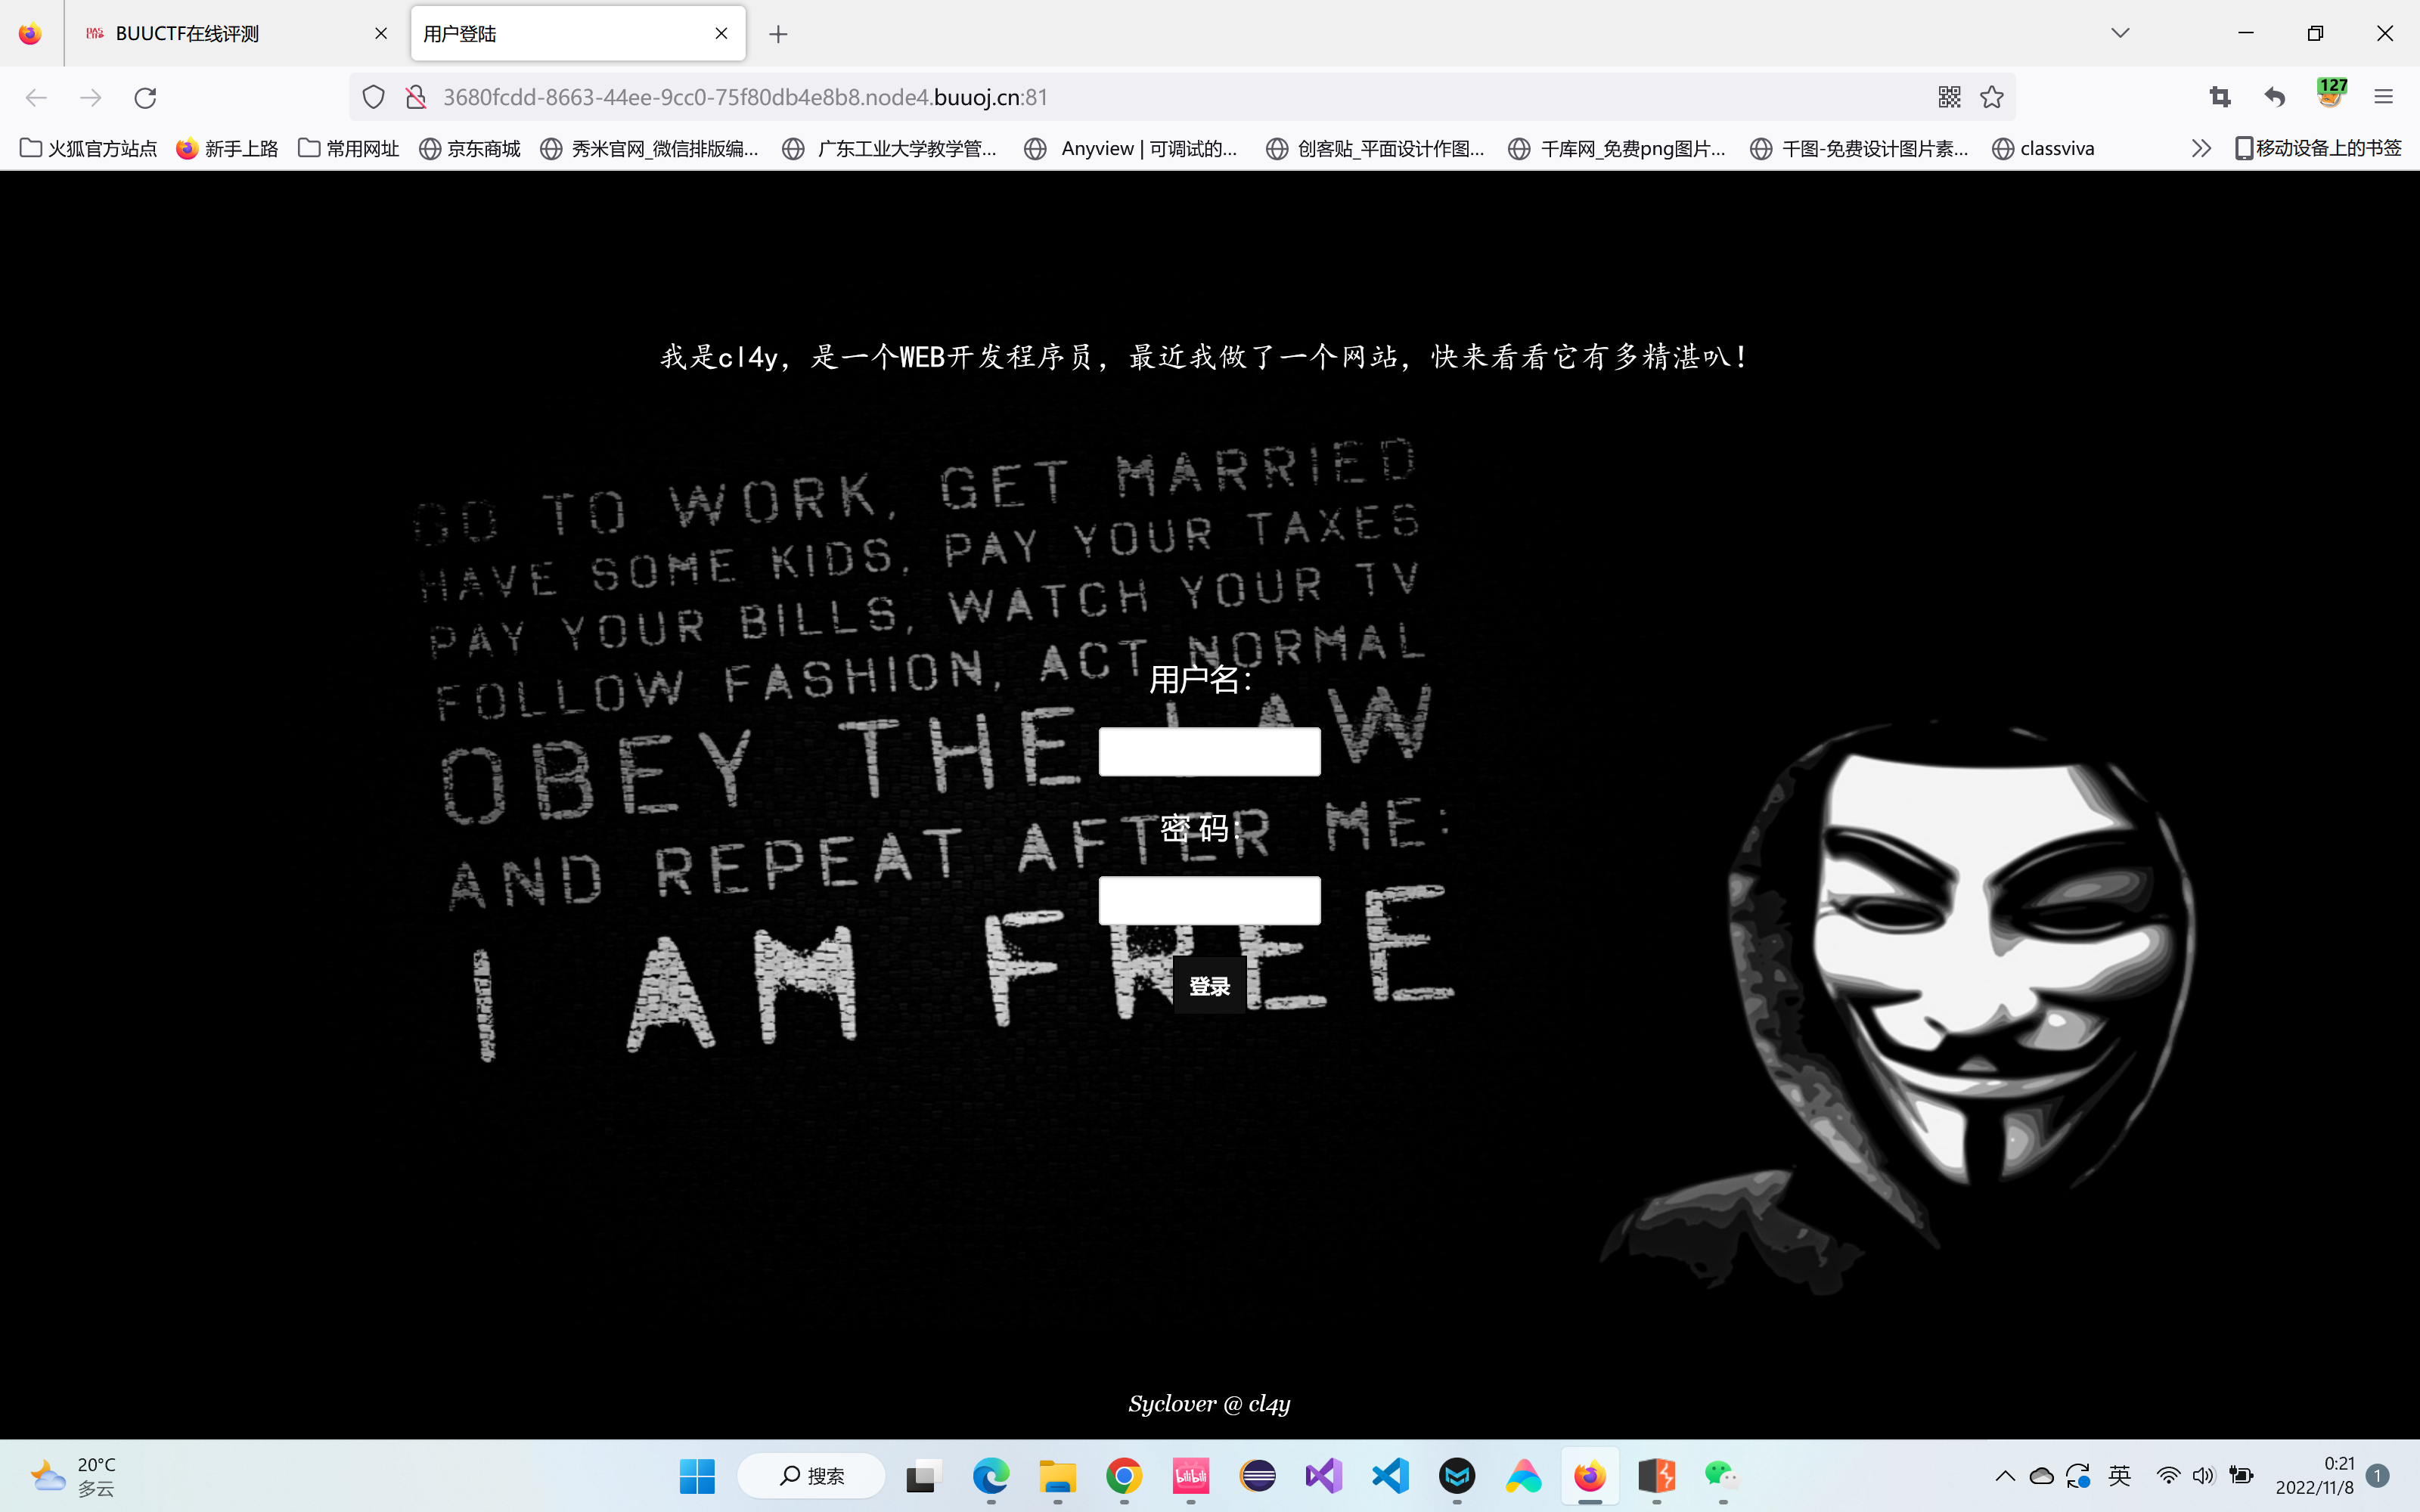 BUUCTF在线评测
用户登陆
3680fcdd-8663-44ee-9cc0-75f80db4e8b8.node4.buuoj.cn:81
127
火狐官方站点 新手上路 常用网址 京东商城 秀米官网_微信排版编... 广东工业大学教学管... Anyview | 可调试的... 创客贴_平面设计作图... 千库网_免费png图片... 千图-免费设计图片素... classviva 移动设备上的书签
我是cl4y，是一个WEB开发程序员，最近我做了一个网站，快来看看它有多精湛叭！
GO TO WORK, GET MARRIED
HAVE SOME KIDS, PAY YOUR TAXES
PAY YOUR BILLS, WATCH YOUR TV
FOLLOW FASHION, ACT NORMAL
OBEY THE LAW
AND REPEAT AFTER ME:
I AM FREE
用户名：
密 码：
登录
Syclover @ cl4y
20°C
多云
搜索
bilibili
英
0:21
2022/11/8
1